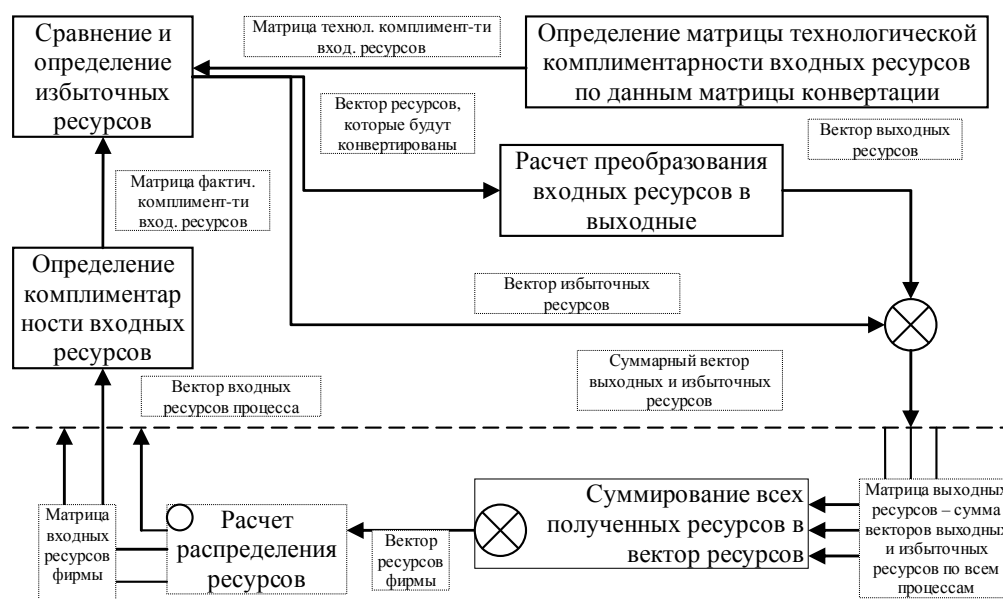 Сравнение и
определение
избыточных
ресурсов
Матрица технол. комплимент-ти
вход. ресурсов
Определение матрицы технологической
комплиментарности входных ресурсов
по данным матрицы конвертации
Вектор ресурсов,
которые будут
конвертированы
Вектор выходных
ресурсов
Расчет преобразования
входных ресурсов в
выходные
Матрица фактич.
комплимент-ти
вход. ресурсов
Определение
комплиментар
ности входных
ресурсов
Вектор избыточных
ресурсов
Суммарный вектор
выходных и избыточных
ресурсов
Вектор входных
ресурсов процесса
Матрица
входных
ресурсов
фирмы
Расчет
распределения
ресурсов
Вектор
ресурсов
фирмы
Суммирование всех
полученных ресурсов в
вектор ресурсов
Матрица выходных
ресурсов – сумма
векторов выходных
и избыточных
ресурсов по всем
процессам